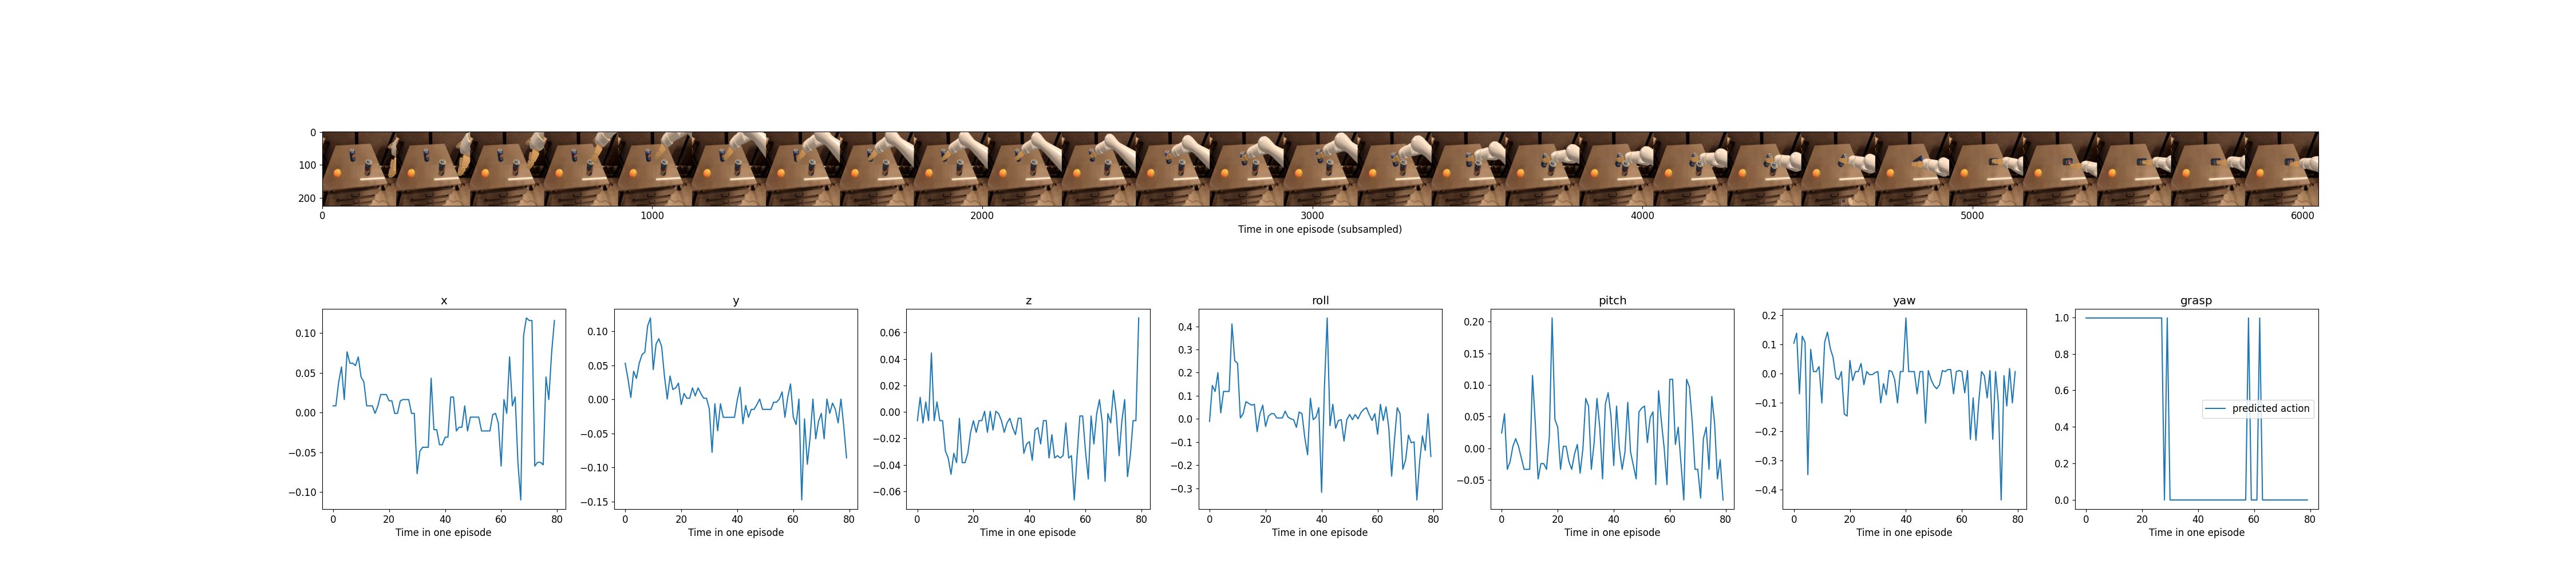 0
100
200
0 1000 2000 3000 4000 5000 6000
Time in one episode (subsampled)
x
0.10
0.05
0.00
−0.05
−0.10
0 20 40 60 80
Time in one episode
y
0.10
0.05
0.00
−0.05
−0.10
−0.15
0 20 40 60 80
Time in one episode
z
0.06
0.04
0.02
0.00
−0.02
−0.04
−0.06
0 20 40 60 80
Time in one episode
roll
0.4
0.3
0.2
0.1
0.0
−0.1
−0.2
−0.3
0 20 40 60 80
Time in one episode
pitch
0.20
0.15
0.10
0.05
0.00
−0.05
0 20 40 60 80
Time in one episode
yaw
0.2
0.1
0.0
−0.1
−0.2
−0.3
−0.4
0 20 40 60 80
Time in one episode
grasp
1.0
0.8
0.6
0.4
0.2
0.0
predicted action
0 20 40 60 80
Time in one episode